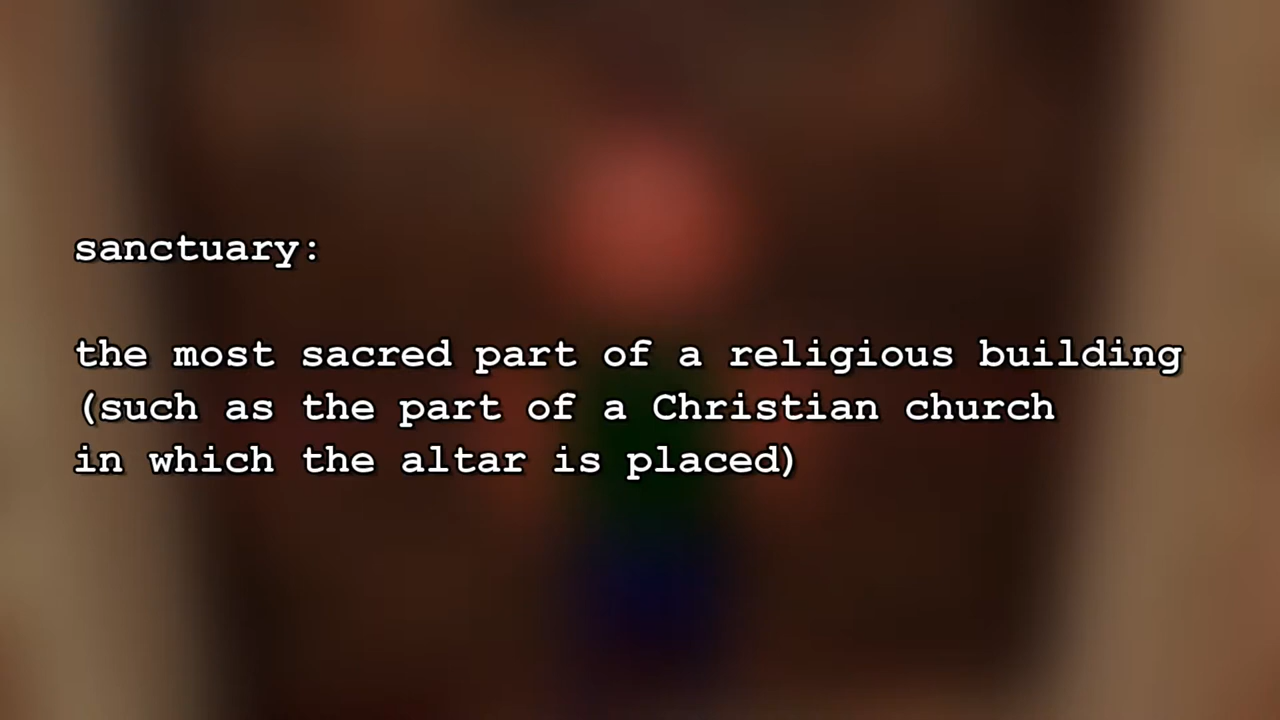 sanctuary:
the most sacred part of a religious building
(such as the part of a Christian church
in which the altar is placed)